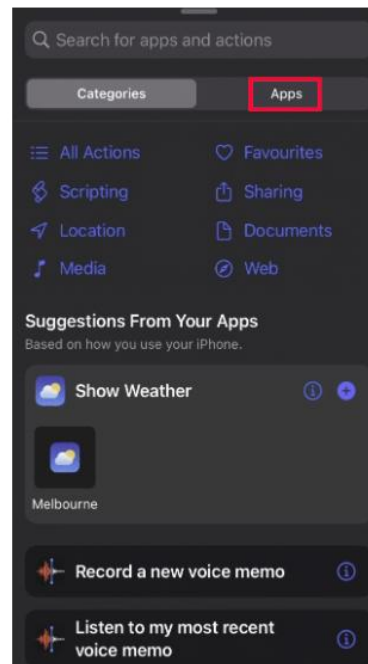 Search for apps and actions
Categories
Apps
All Actions
Favourites
Scripting
Sharing
Location
Documents
Media
Web
Suggestions From Your Apps
Based on how you use your iPhone.
Show Weather
Melbourne
Record a new voice memo
Listen to my most recent
voice memo